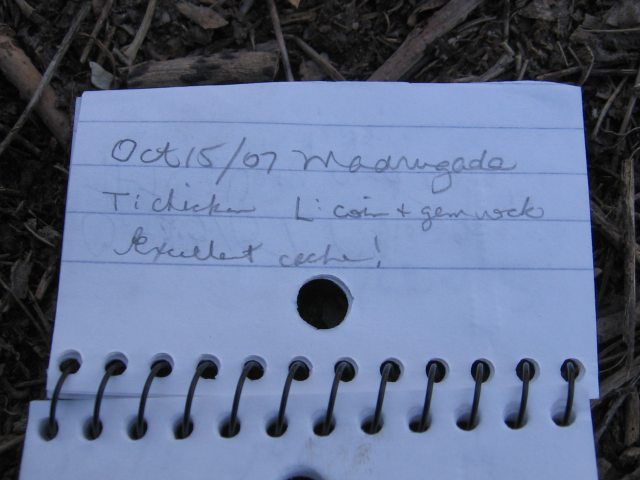 Oct 15/07 Madrugada
T: chicken L: coin + gem rock
Excellent cache!